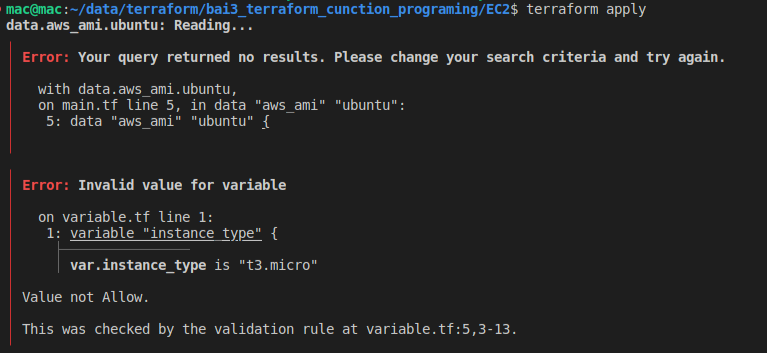 mac@mac:~/data/terraform/bai3_terraform_cunction_programing/EC2$ terraform apply
data.aws_ami.ubuntu: Reading...
Error: Your query returned no results. Please change your search criteria and try again.
with data.aws_ami.ubuntu,
on main.tf line 5, in data "aws_ami" "ubuntu":
5: data "aws_ami" "ubuntu" {
Error: Invalid value for variable
on variable.tf line 1:
1: variable "instance_type" {
var.instance_type is "t3.micro"
Value not Allow.
This was checked by the validation rule at variable.tf:5,3-13.